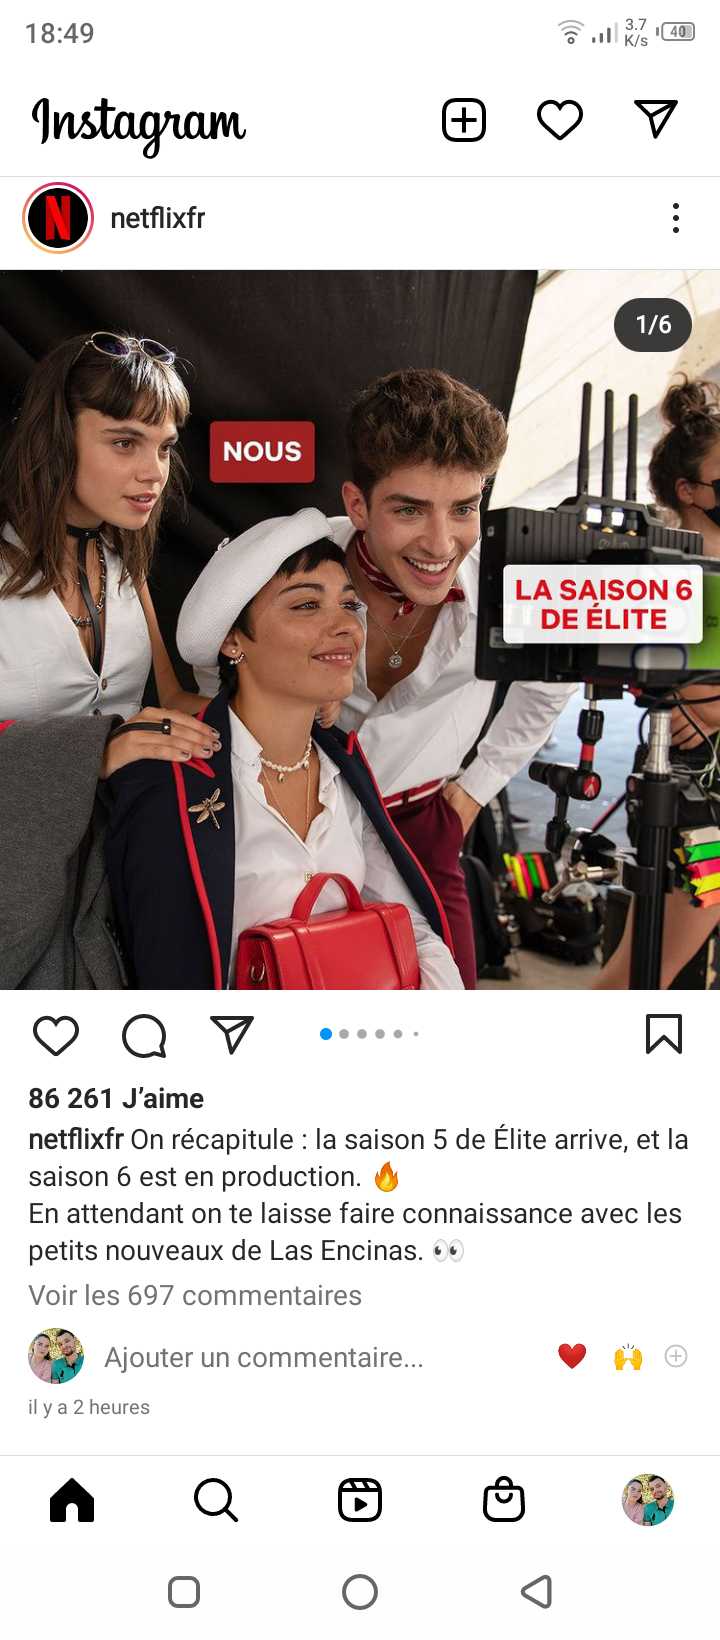 18:49
3.7
K/s
40
Instagram
netflixfr
1/6
NOUS
LA SAISON 6
DE ÉLITE
86 261 J’aime
netflixfr On récapitule : la saison 5 de Élite arrive, et la
saison 6 est en production. 🔥
En attendant on te laisse faire connaissance avec les
petits nouveaux de Las Encinas. 👀
Voir les 697 commentaires
Ajouter un commentaire...
il y a 2 heures